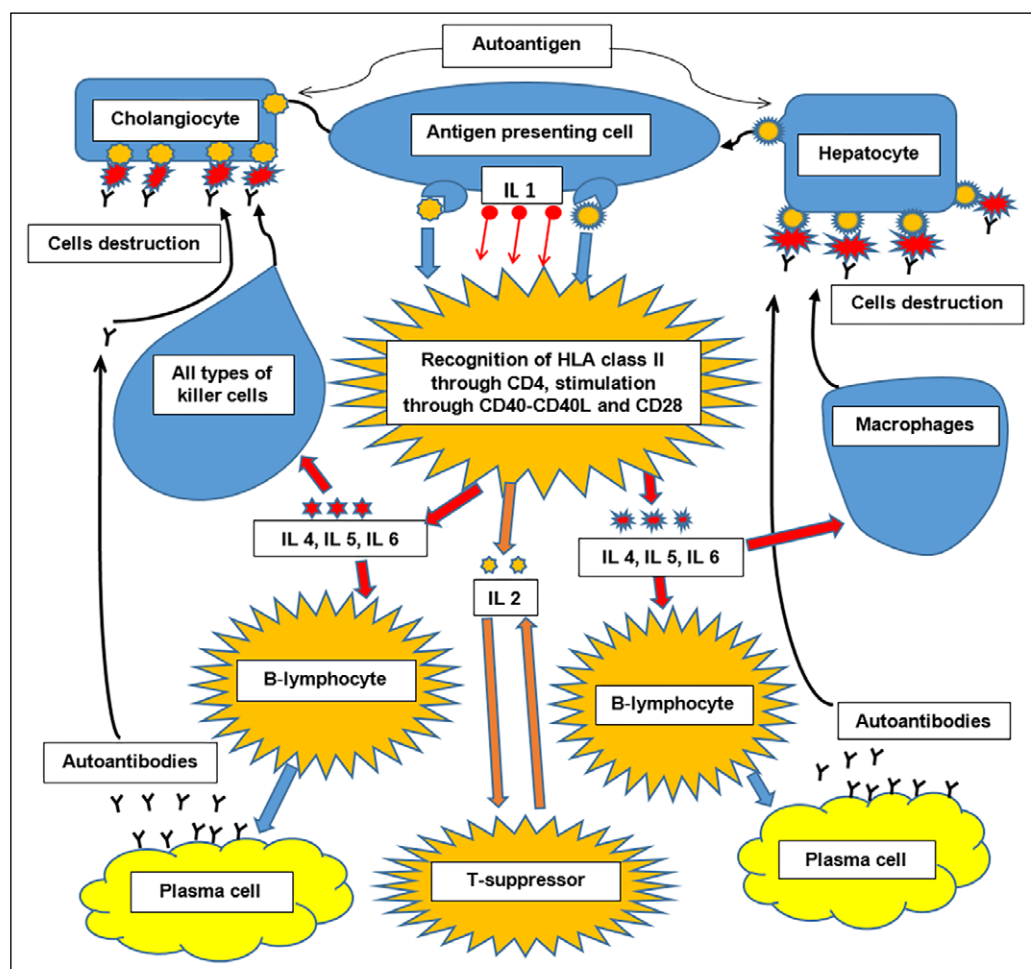 Autoantigen
Cholangiocyte
Antigen presenting cell
Hepatocyte
IL 1
Cells destruction
Cells destruction
All types of
killer cells
Recognition of HLA class II
through CD4, stimulation
through CD40-CD40L and CD28
Macrophages
IL 4, IL 5, IL 6
IL 4, IL 5, IL 6
IL 2
B-lymphocyte
B-lymphocyte
Autoantibodies
Autoantibodies
Plasma cell
T-suppressor
Plasma cell